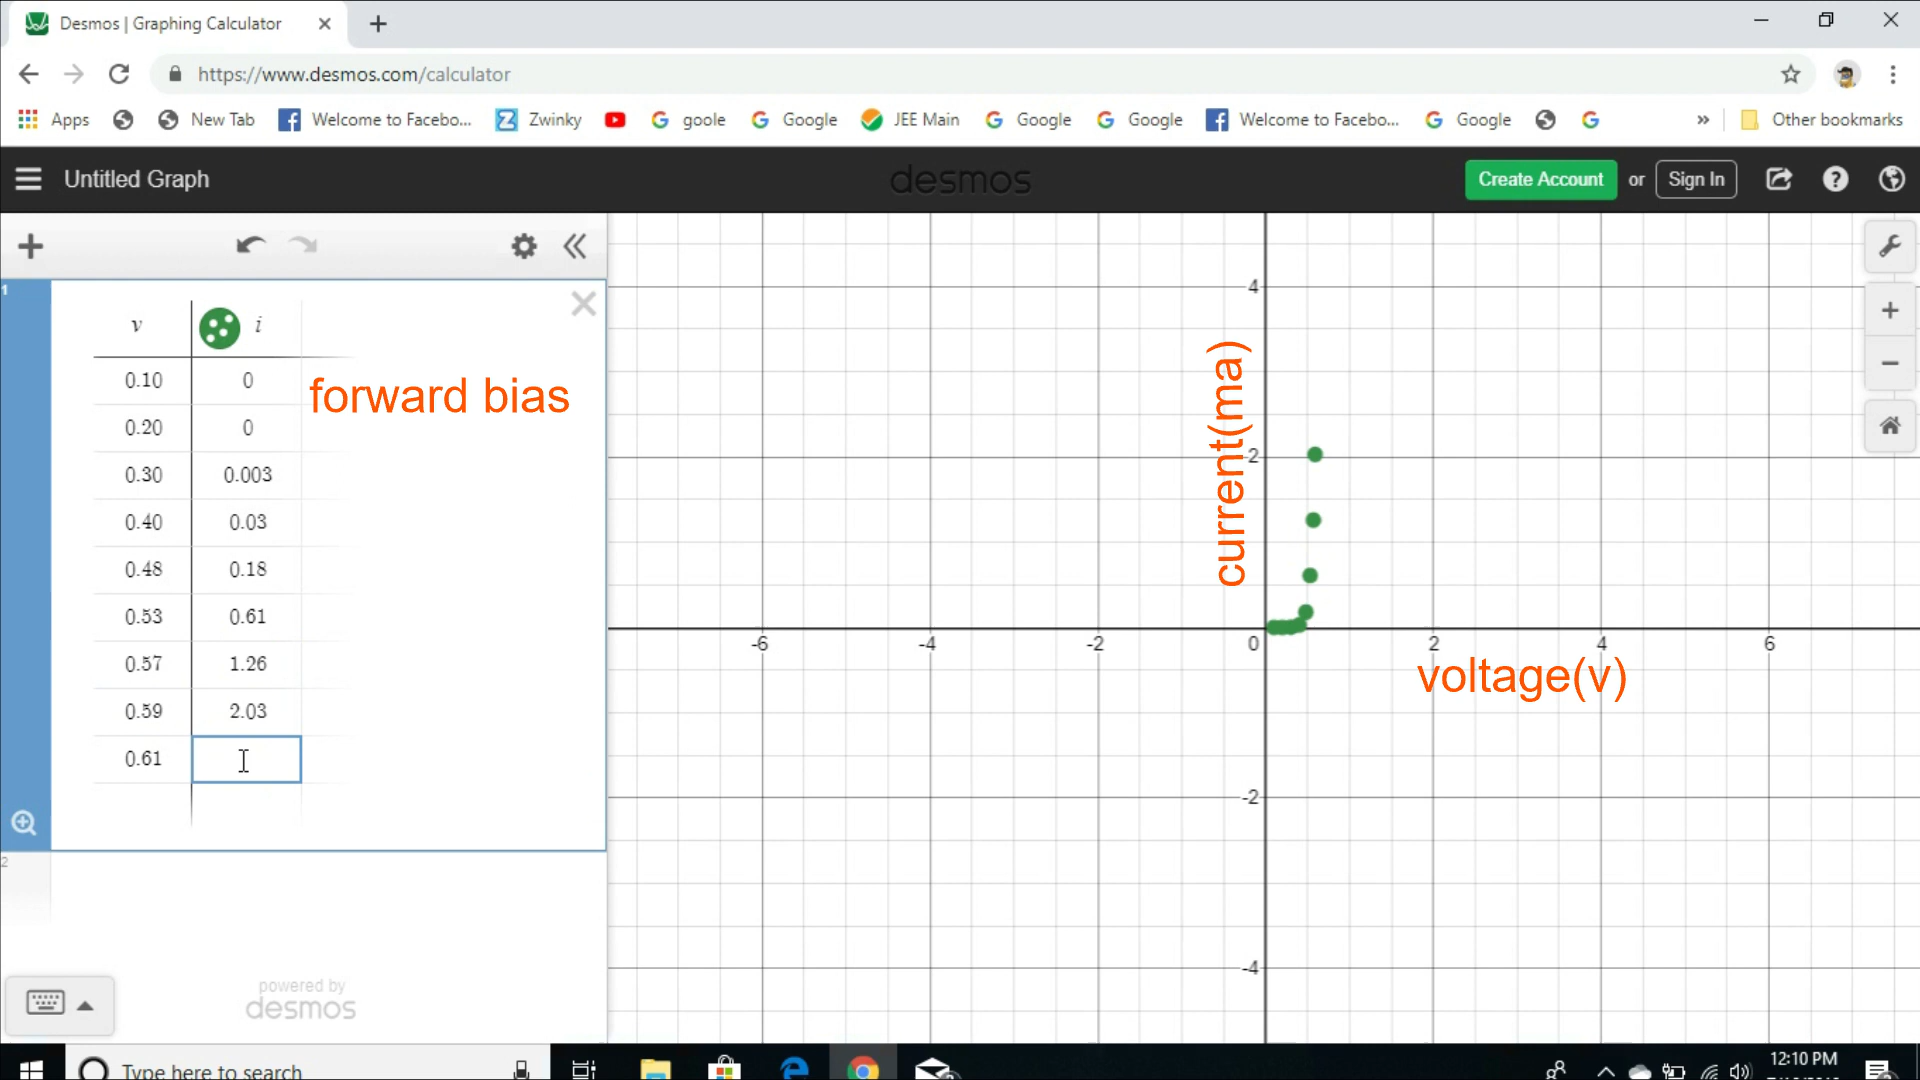 Desmos | Graphing Calculator
https://www.desmos.com/calculator
Apps New Tab Welcome to Facebo... Zwinky goole Google JEE Main Google Google Welcome to Facebo... Google » Other bookmarks
Untitled Graph desmos Create Account or Sign In
1
v i
0.10 0
forward bias
0.20 0
0.30 0.003
0.40 0.03
0.48 0.18
0.53 0.61
0.57 1.26
0.59 2.03
0.61
2
powered by
desmos
current(ma)
4
2
-6 -4 -2 0 2 4 6
voltage(v)
-2
-4
Type here to search
12:10 PM